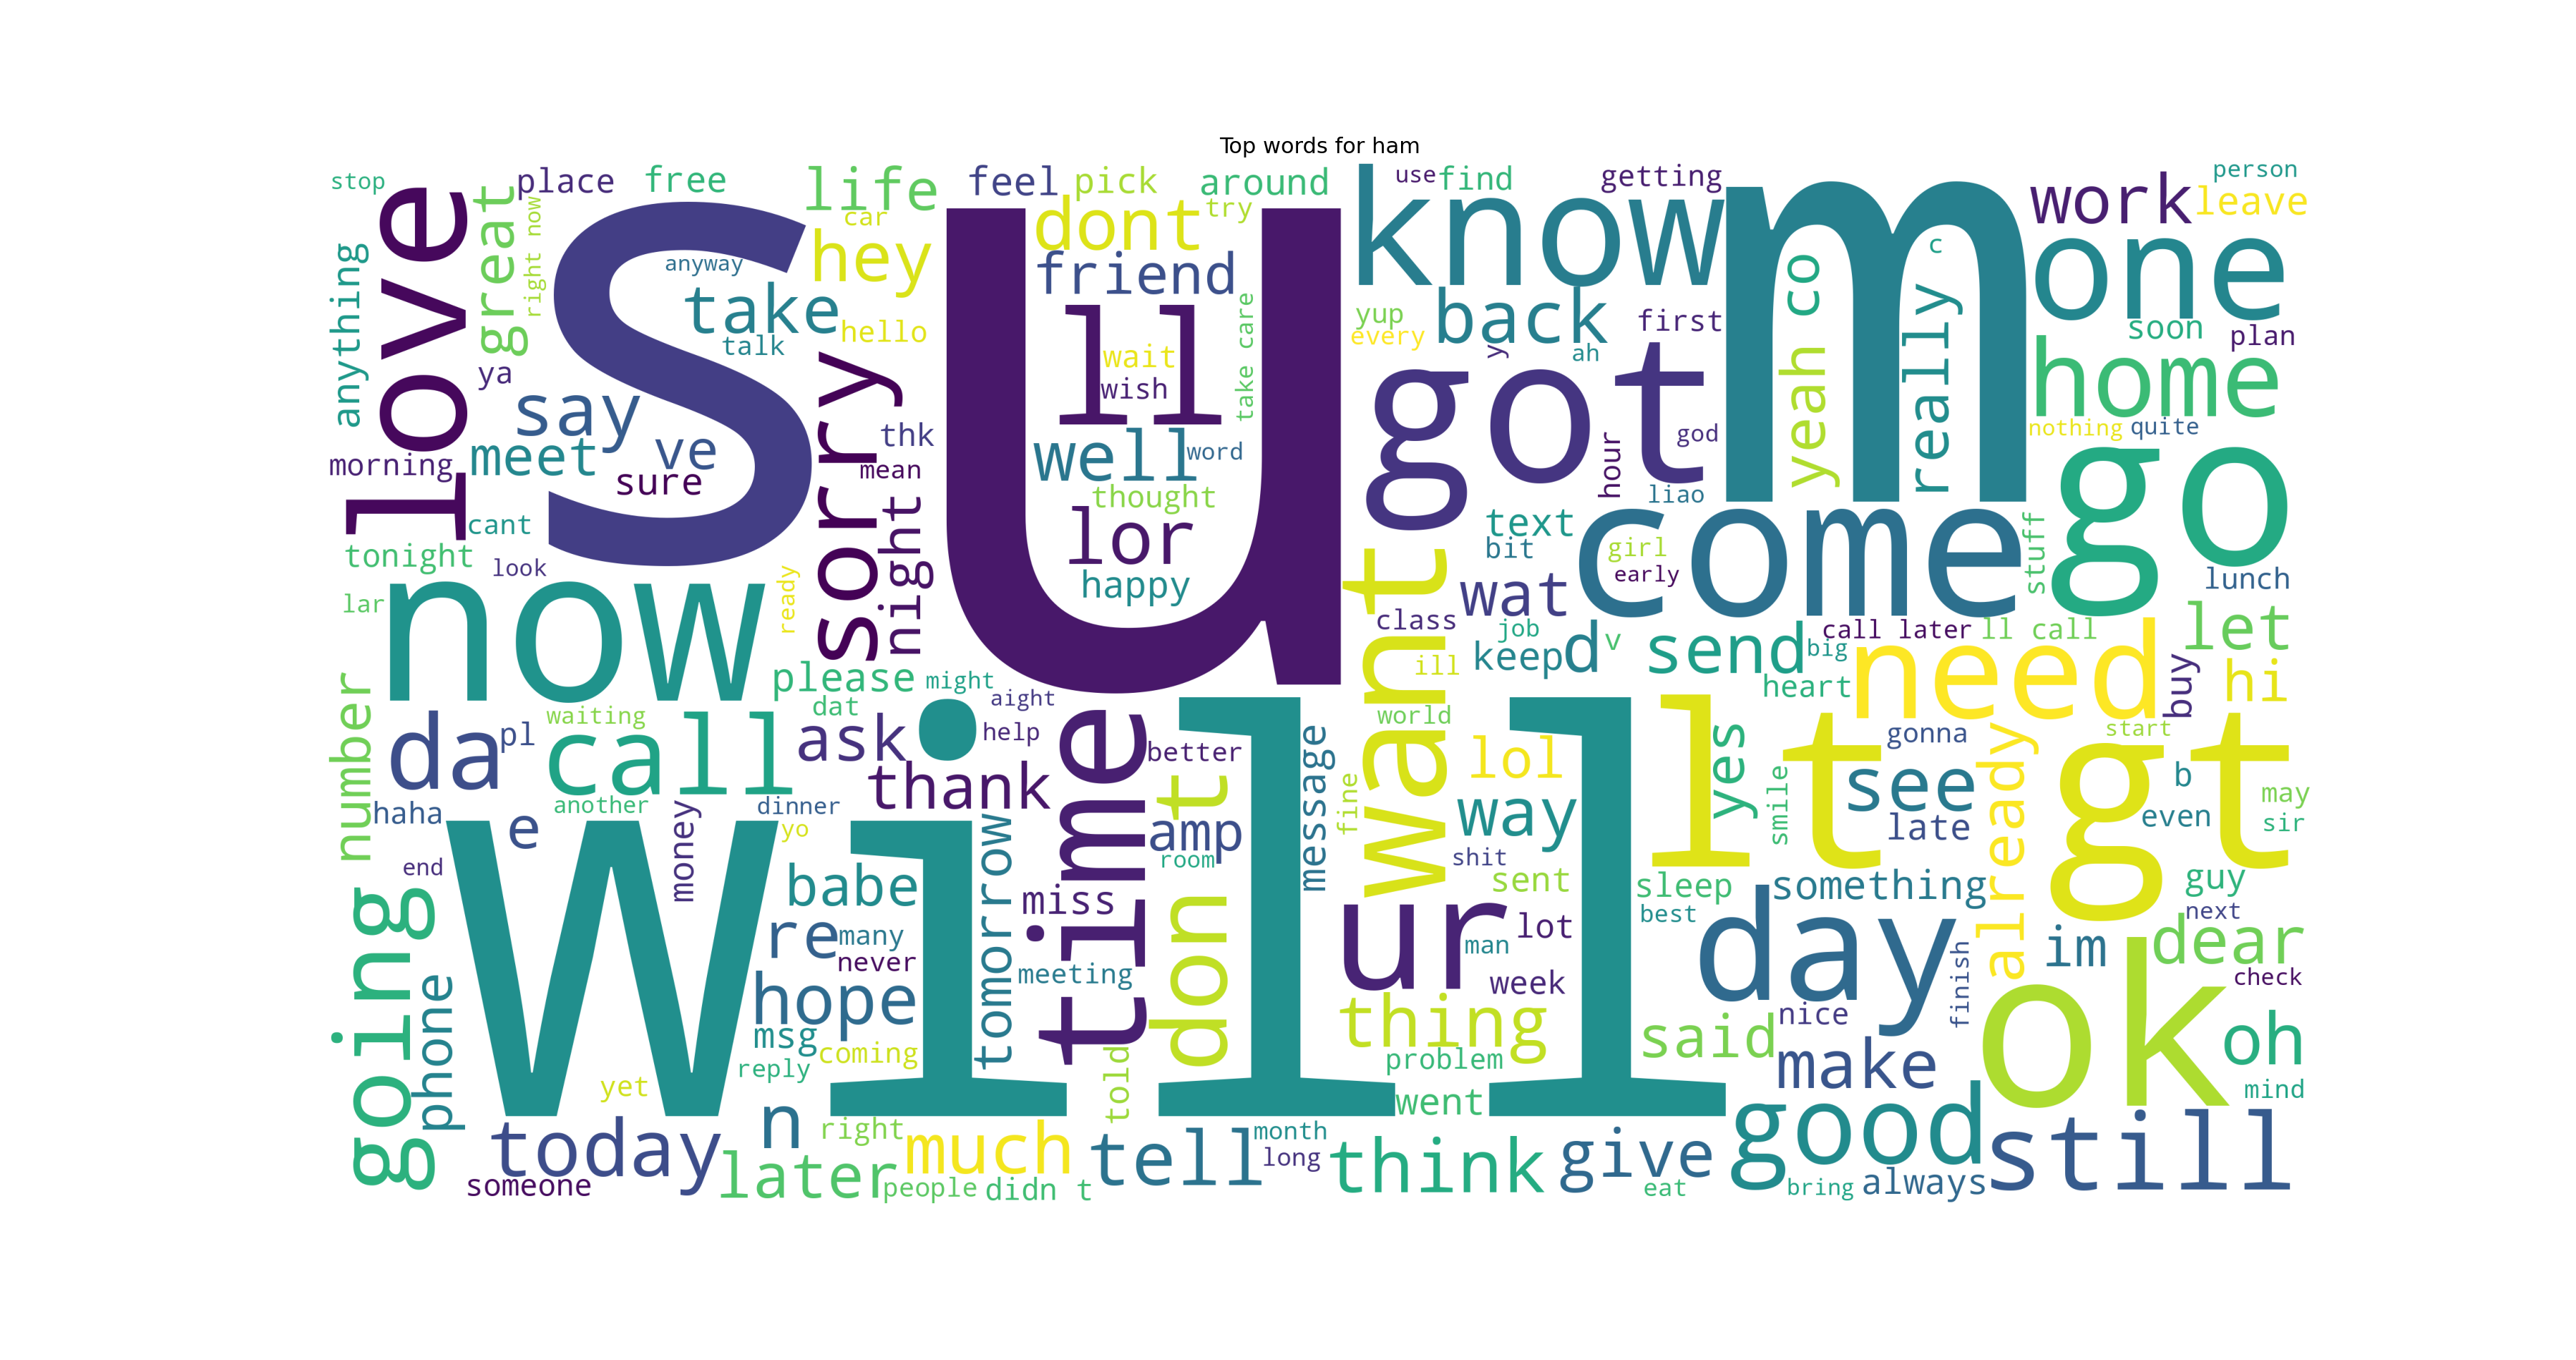 Top words for ham
stop
place
free
life
feel
pick
around
use
find
getting
person
love
great
right now
car
hey
dont
try
know
m
work
leave
anything
s
anyway
take
talk
hello
u
friend
ll
wait
wish
take care
yup
every
back
y
ah
first
yeah co
really
c
one
soon
plan
ya
say
ve
sorry
thk
mean
well
word
got
god
hour
home
nothing
quite
morning
meet
sure
night
thought
lor
happy
liao
go
cant
tonight
look
lar
now
ready
want
text
bit
wat
girl
early
come
stuff
lunch
class
job
keep
d
v
send
big
call later
ll call
let
ill
heart
need
buy
hi
number
please
might
dat
aight
da
pl
waiting
call
ask
help
thank
time
better
don t
message
fine
world
lol
yes
lt
smile
gonna
see
late
already
start
gt
b
even
may
sir
haha
e
another
money
dinner
yo
will
tomorrow
amp
room
way
shit
sent
end
going
babe
re
many
never
miss
meeting
ur
man
lot
week
sleep
best
something
day
finish
guy
next
im
dear
check
phone
hope
msg
coming
reply
yet
told
thing
problem
said
nice
make
ok
oh
mind
today
n
right
someone
later
much
people
didn t
tell
month
long
went
think
give
eat
good
bring
always
still